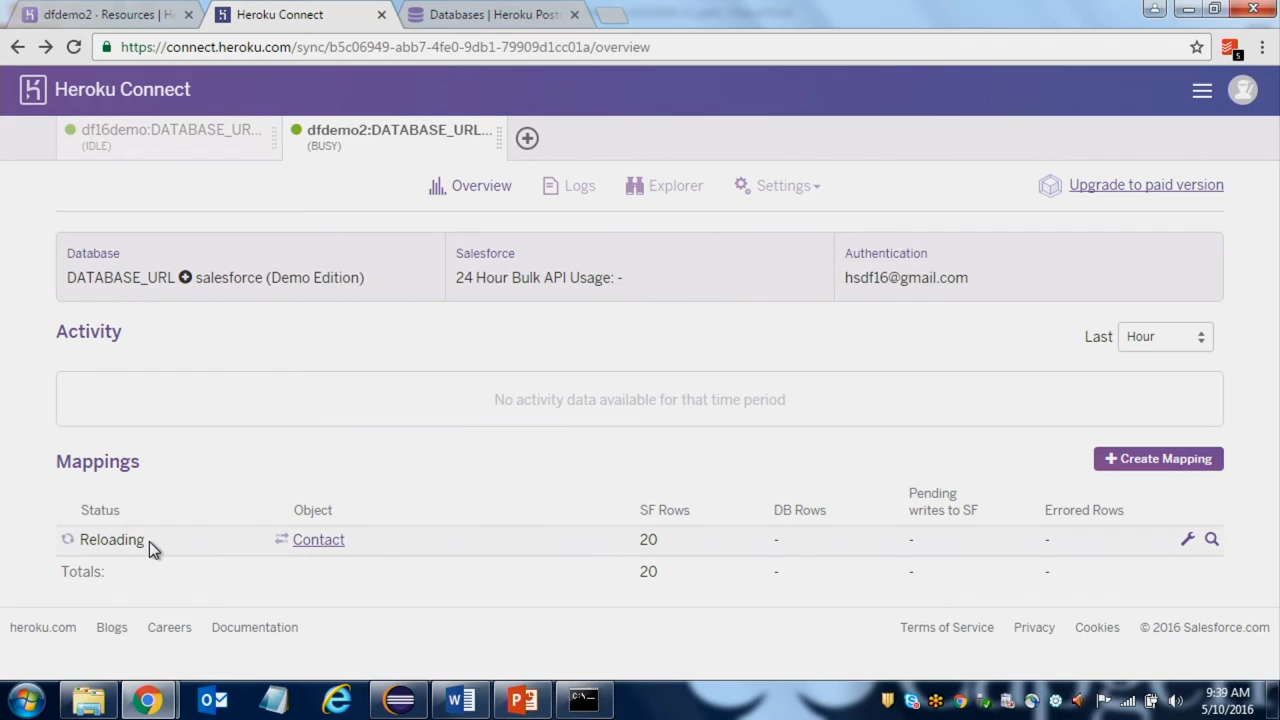 dfdemo2 · Resources | H
Heroku Connect
Databases | Heroku Post
https://connect.heroku.com/sync/b5c06949-abb7-4fe0-9db1-79909d1cc01a/overview
5
Heroku Connect
df16demo:DATABASE_UR...
(IDLE)
dfdemo2:DATABASE_URL...
(BUSY)
Overview
Logs
Explorer
Settings
Upgrade to paid version
Database
Salesforce
Authentication
DATABASE_URL salesforce (Demo Edition)
24 Hour Bulk API Usage: -
hsdf16@gmail.com
Activity
Last Hour
No activity data available for that time period
Mappings
Create Mapping
Status Object SF Rows DB Rows Pending writes to SF Errored Rows
Reloading Contact 20 - - -
Totals: 20 - - -
heroku.com Blogs Careers Documentation
Terms of Service Privacy Cookies © 2016 Salesforce.com
9:39 AM
5/10/2016